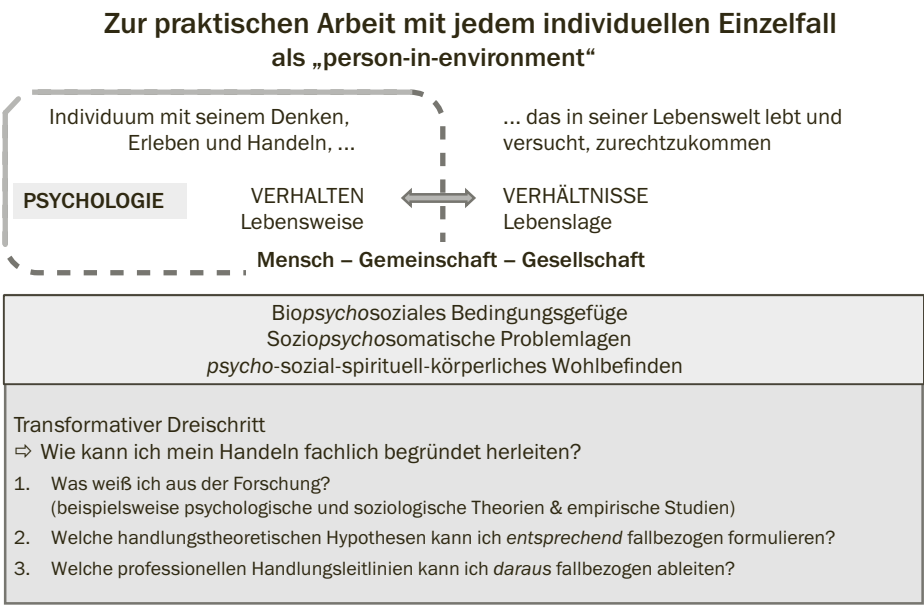 Zur praktischen Arbeit mit jedem individuellen Einzelfall
als „person-in-environment“
Individuum mit seinem Denken,
Erleben und Handeln, ...
... das in seiner Lebenswelt lebt und
versucht, zurechtzukommen
PSYCHOLOGIE
VERHALTEN
Lebensweise
VERHÄLTNISSE
Lebenslage
Mensch – Gemeinschaft – Gesellschaft
Biopsychosoziales Bedingungsgefüge
Soziopsychosomatische Problemlagen
psycho-sozial-spirituell-körperliches Wohlbefinden
Transformativer Dreischritt
⇨ Wie kann ich mein Handeln fachlich begründet herleiten?
1. Was weiß ich aus der Forschung?
(beispielsweise psychologische und soziologische Theorien & empirische Studien)
2. Welche handlungstheoretischen Hypothesen kann ich entsprechend fallbezogen formulieren?
3. Welche professionellen Handlungsleitlinien kann ich daraus fallbezogen ableiten?